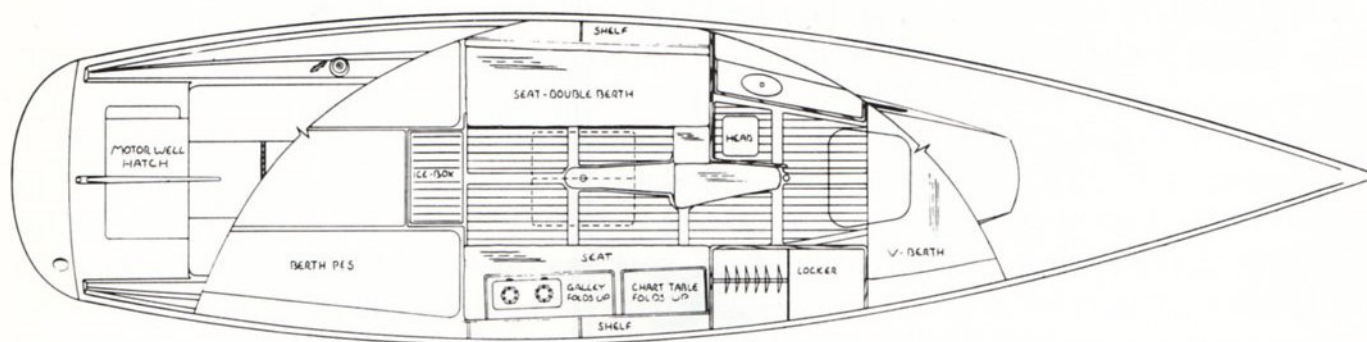 SHELF
SEAT-DOUBLE BERTH
HEAD
MOTOR WELL
HATCH
ICE-BOX
BERTH P&S
SEAT
GALLEY
FOLDS UP
CHART TABLE
FOLDS UP
LOCKER
V-BERTH
SHELF